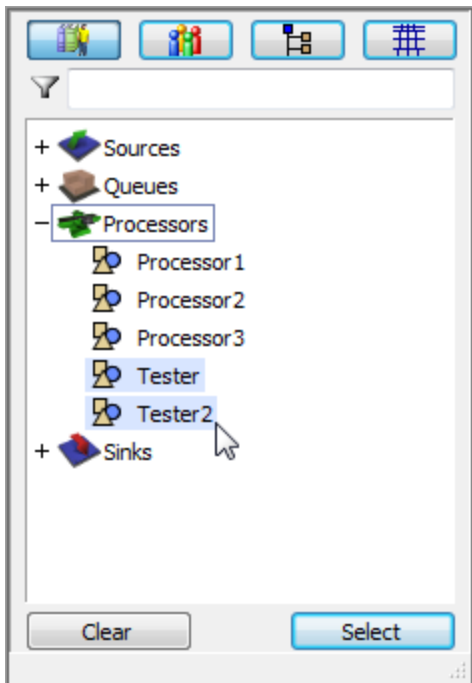 Sources
Queues
Processors
Processor1
Processor2
Processor3
Tester
Tester2
Sinks
Clear
Select